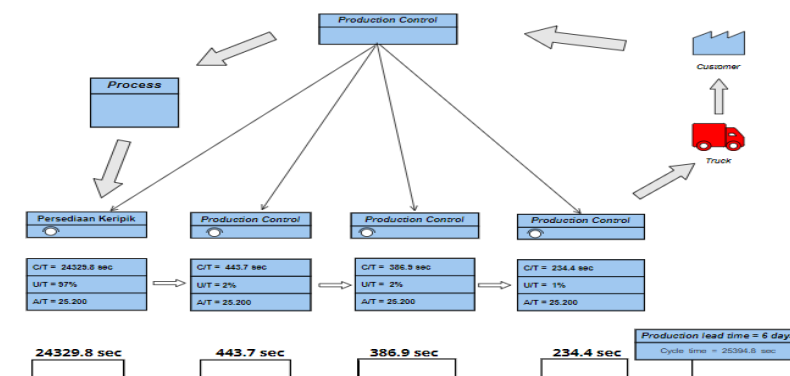 Production Control
Customer
Process
Truck
Persediaan Keripik
Production Control
Production Control
Production Control
C/T = 24329.8 sec
U/T = 97%
A/T = 25.200
C/T = 443.7 sec
U/T = 2%
A/T = 25.200
C/T = 386.9 sec
U/T = 2%
A/T = 25.200
C/T = 234.4 sec
U/T = 1%
A/T = 25.200
24329.8 sec
443.7 sec
386.9 sec
234.4 sec
Production lead time = 6 day
Cycle time = 25394.8 sec